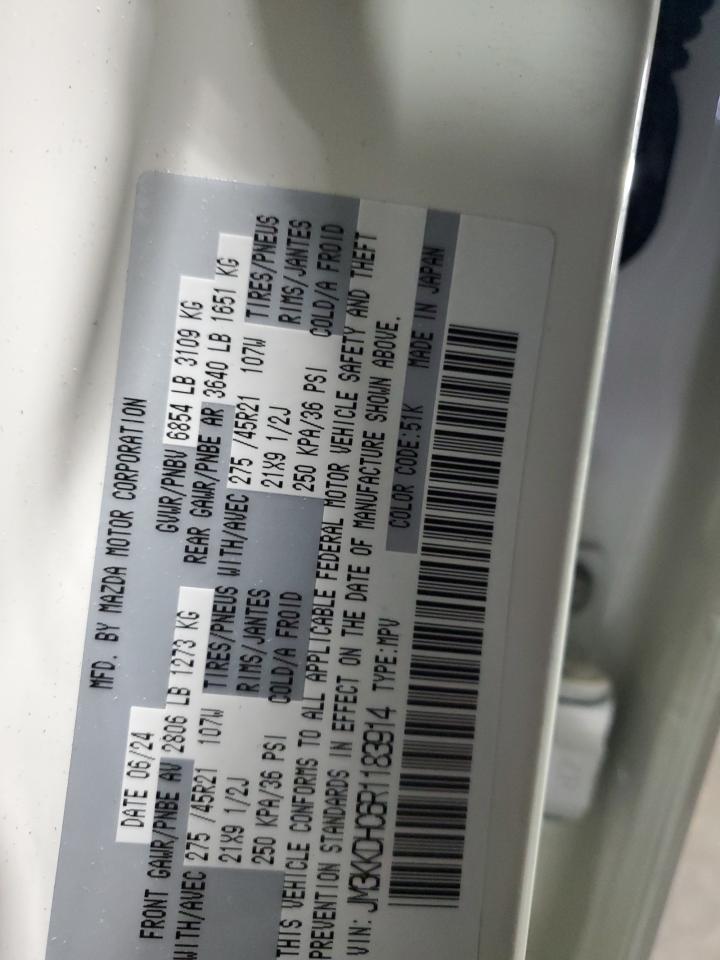 MFD. BY MAZDA MOTOR CORPORATION
DATE 06/24 GVWR/PNBV 6854 LB 3109 KG
FRONT GAWR/PNBE AV 2806 LB 1273 KG REAR GAWR/PNBE AR 3640 LB 1651 KG
WITH/AVEC 275 /45R21 107W TIRES/PNEUS WITH/AVEC 275 /45R21 107W TIRES/PNEUS
21X9 1/2J RIMS/JANTES 21X9 1/2J RIMS/JANTES
250 KPA/36 PSI COLD/A FROID 250 KPA/36 PSI COLD/A FROID
THIS VEHICLE CONFORMS TO ALL APPLICABLE FEDERAL MOTOR VEHICLE SAFETY AND THEFT
PREVENTION STANDARDS IN EFFECT ON THE DATE OF MANUFACTURE SHOWN ABOVE.
VIN: JM3KKDHC6R1183914 TYPE:MPV COLOR CODE:51K MADE IN JAPAN